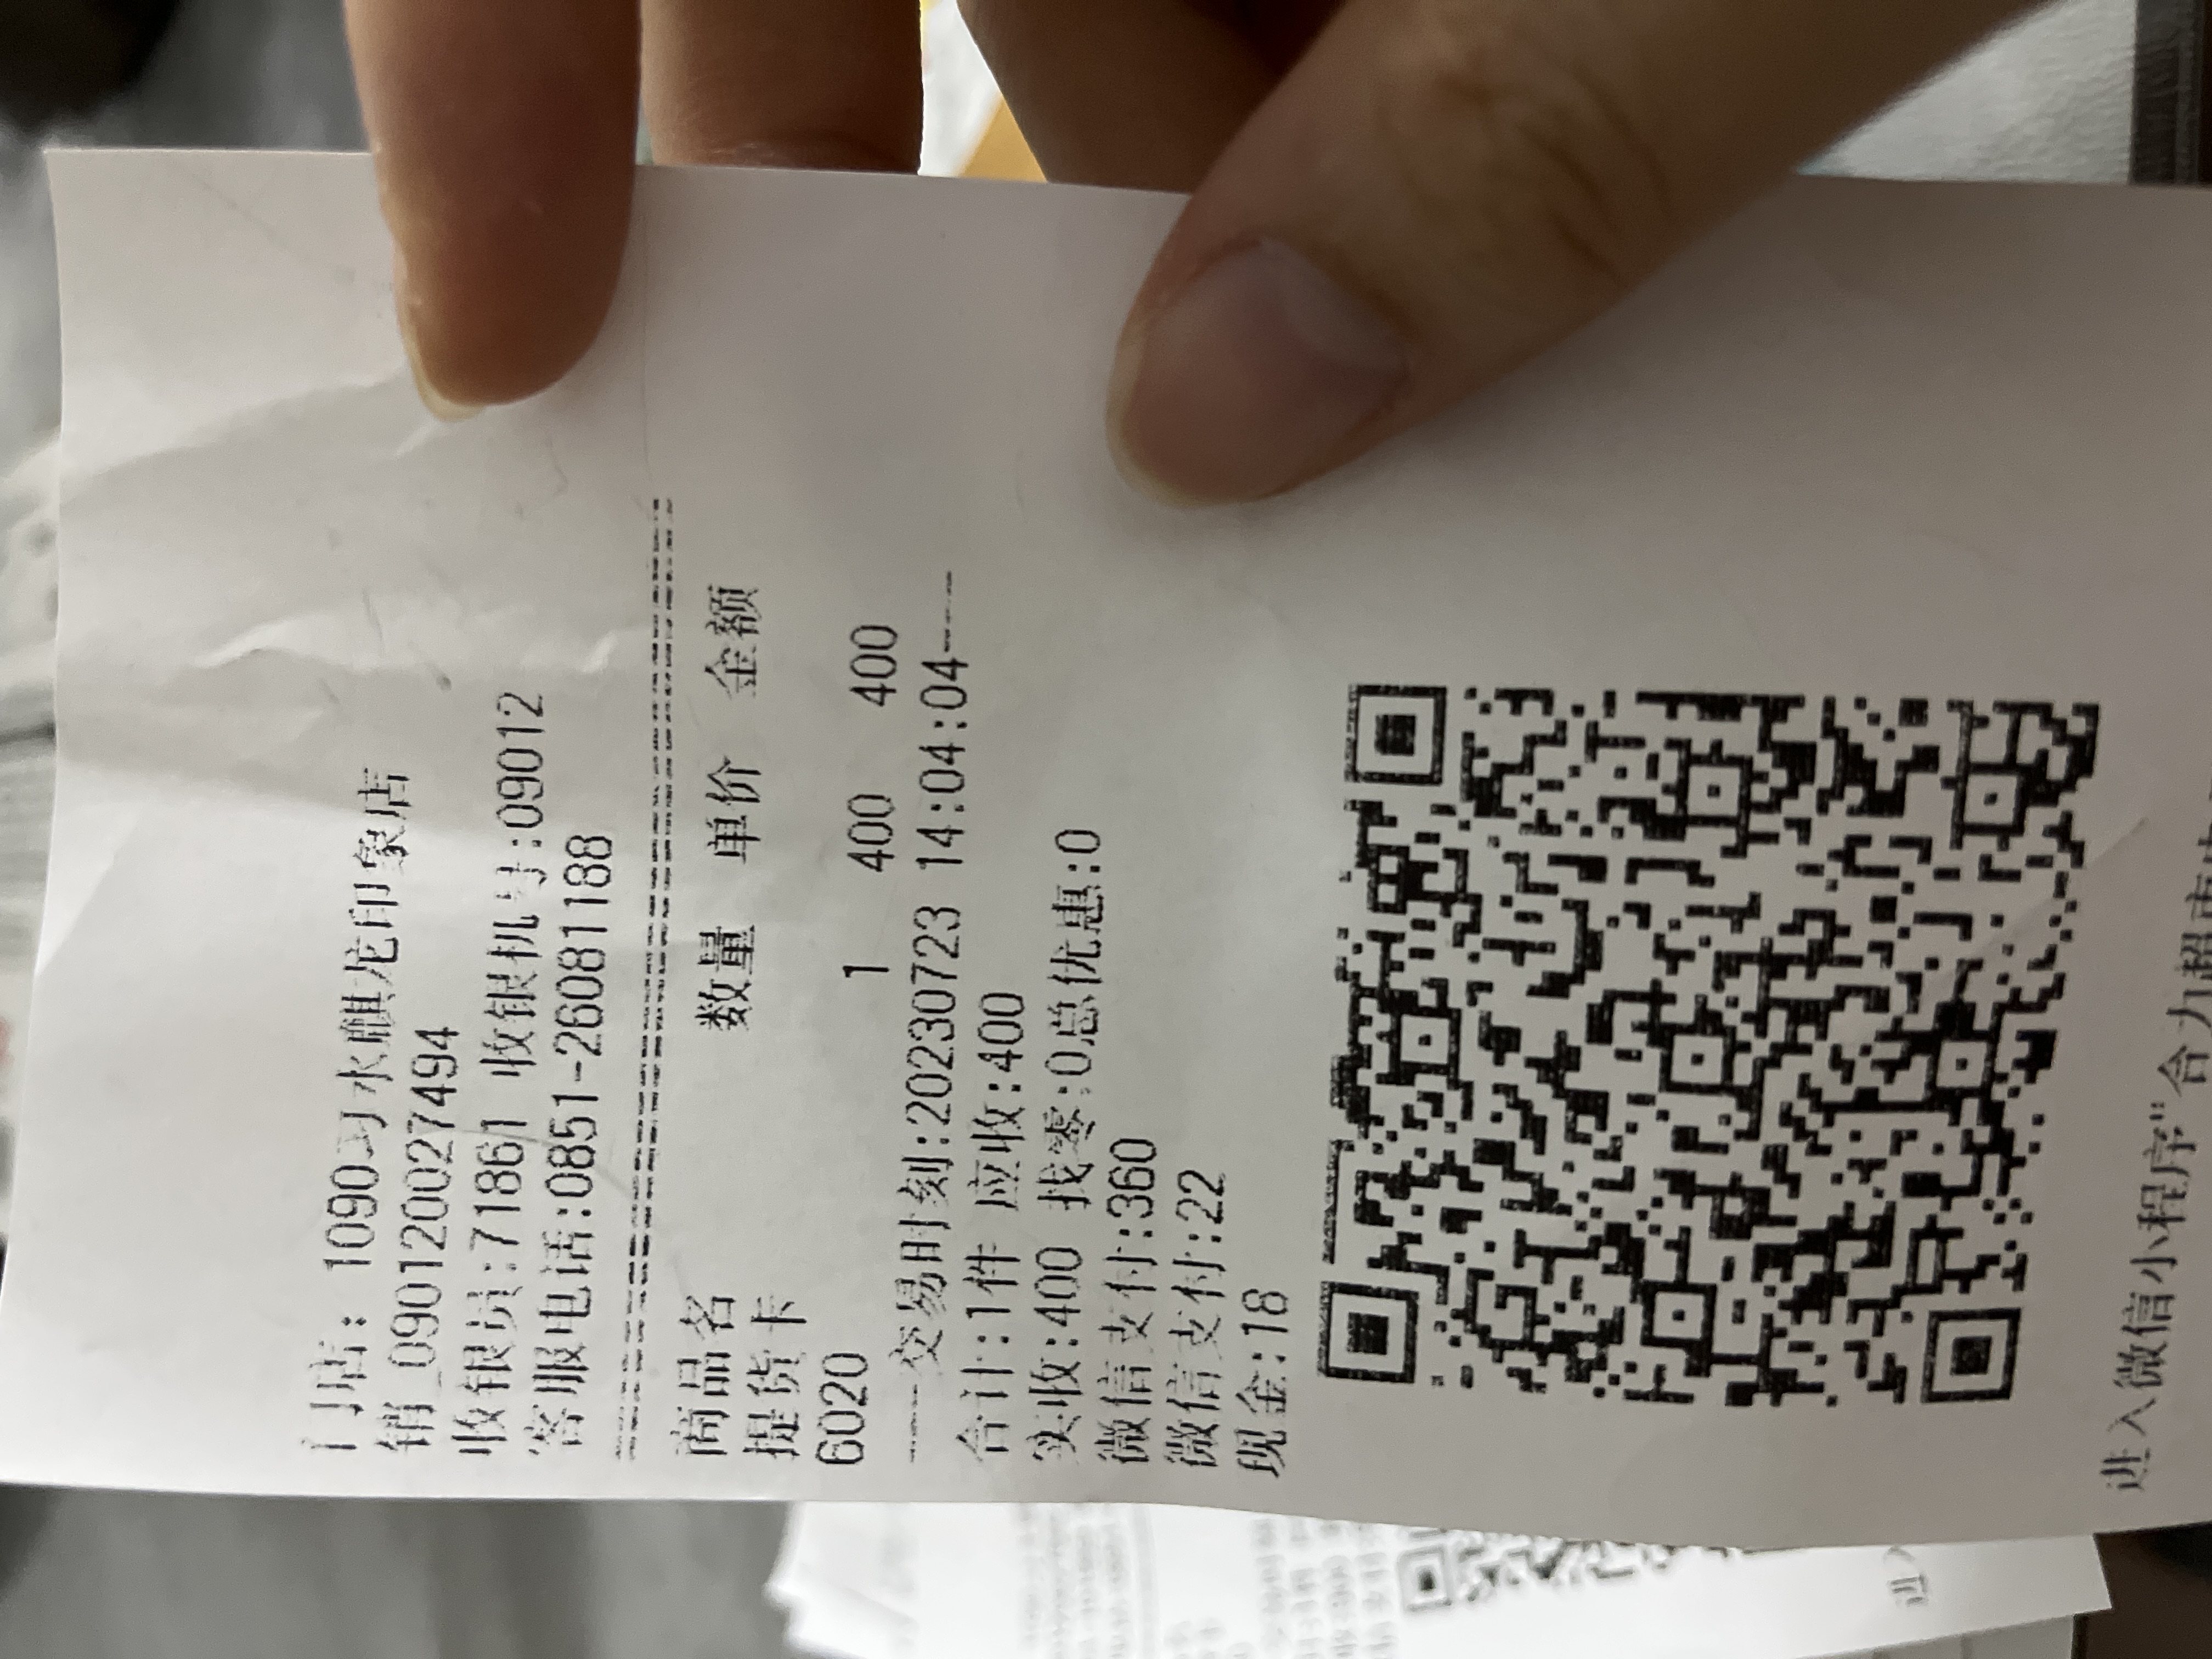 门店: 1090习水麒龙印象店
销_090120027494
收银员:71861 收银机号:09012
客服电话:0851-26081188
商品名 数量 单价 金额
提货卡
6020 1 400 400
----交易时刻:20230723 14:04:04----
合计:1件 应收:400
实收:400 找零:0总优惠:0
微信支付:360
微信支付:22
现金:18
进入微信小程序"合力超市